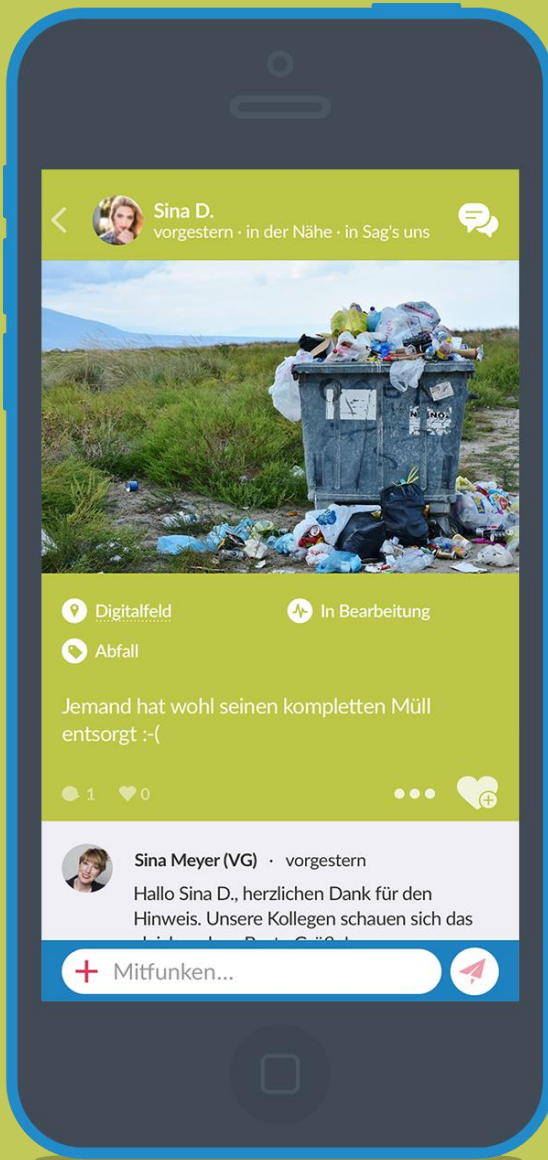 Sina D.
vorgestern · in der Nähe · in Sag's uns
Digitalfeld
In Bearbeitung
Abfall
Jemand hat wohl seinen kompletten Müll
entsorgt :-(
1
0
Sina Meyer (VG) · vorgestern
Hallo Sina D., herzlichen Dank für den
Hinweis. Unsere Kollegen schauen sich das
Mitfunken...